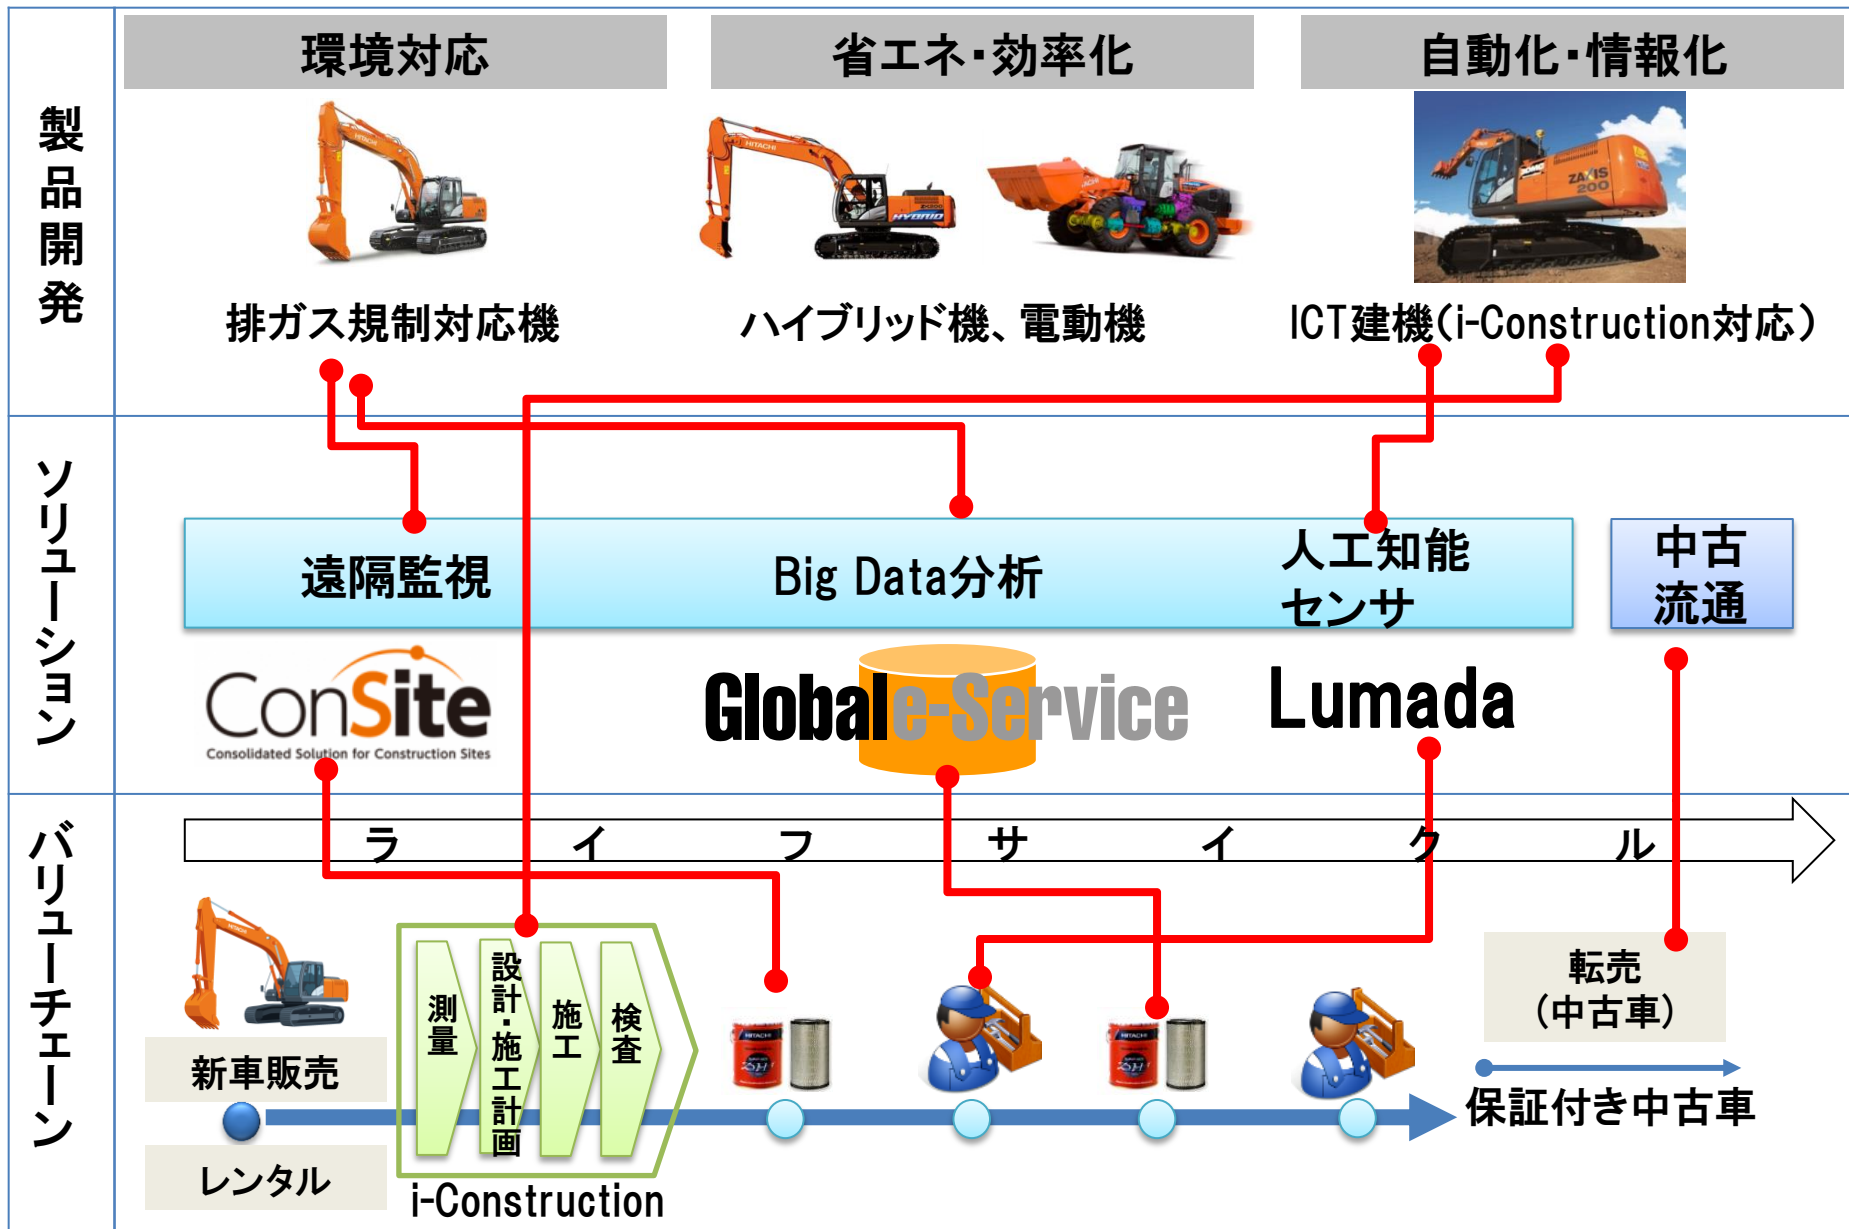 環境対応
省エネ・効率化
自動化・情報化
製品開発
HITACHI
HITACHI
HYBRID
ZAXIS
200
排ガス規制対応機
ハイブリッド機、電動機
ICT建機(i-Construction対応)
ソリューション
遠隔監視
Big Data分析
人工知能
センサ
中古
流通
ConSite
Consolidated Solution for Construction Sites
Global e-Service
Lumada
バリューチェーン
ライフサイクル
新車販売
レンタル
測量
設計・施工計画
施工
検査
i-Construction
HITACHI
HITACHI
転売
(中古車)
保証付き中古車